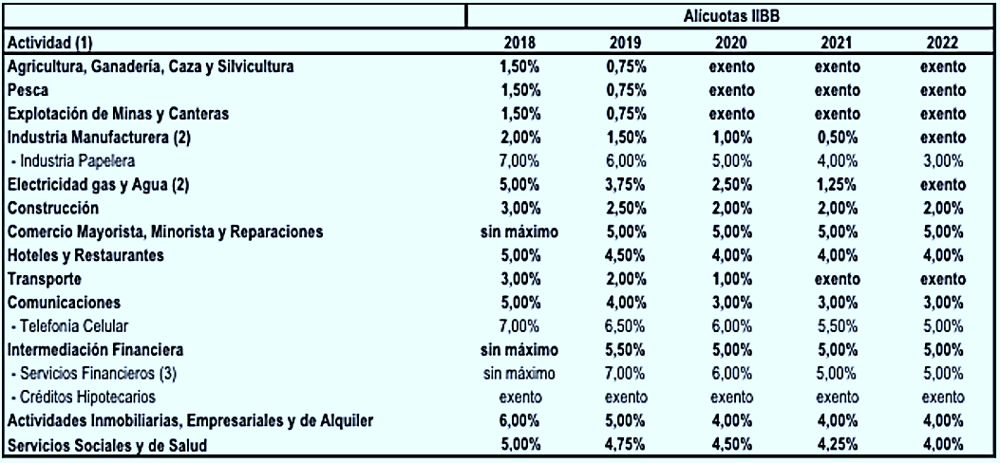 Alícuotas IIBB
Actividad (1) 2018 2019 2020 2021 2022
Agricultura, Ganadería, Caza y Silvicultura 1,50% 0,75% exento exento exento
Pesca 1,50% 0,75% exento exento exento
Explotación de Minas y Canteras 1,50% 0,75% exento exento exento
Industria Manufacturera (2) 2,00% 1,50% 1,00% 0,50% exento
- Industria Papelera 7,00% 6,00% 5,00% 4,00% 3,00%
Electricidad gas y Agua (2) 5,00% 3,75% 2,50% 1,25% exento
Construcción 3,00% 2,50% 2,00% 2,00% 2,00%
Comercio Mayorista, Minorista y Reparaciones sin máximo 5,00% 5,00% 5,00% 5,00%
Hoteles y Restaurantes 5,00% 4,50% 4,00% 4,00% 4,00%
Transporte 3,00% 2,00% 1,00% exento exento
Comunicaciones 5,00% 4,00% 3,00% 3,00% 3,00%
- Telefonía Celular 7,00% 6,50% 6,00% 5,50% 5,00%
Intermediación Financiera sin máximo 5,50% 5,00% 5,00% 5,00%
- Servicios Financieros (3) sin máximo 7,00% 6,00% 5,00% 5,00%
- Créditos Hipotecarios exento exento exento exento exento
Actividades Inmobiliarias, Empresariales y de Alquiler 6,00% 5,00% 4,00% 4,00% 4,00%
Servicios Sociales y de Salud 5,00% 4,75% 4,50% 4,25% 4,00%